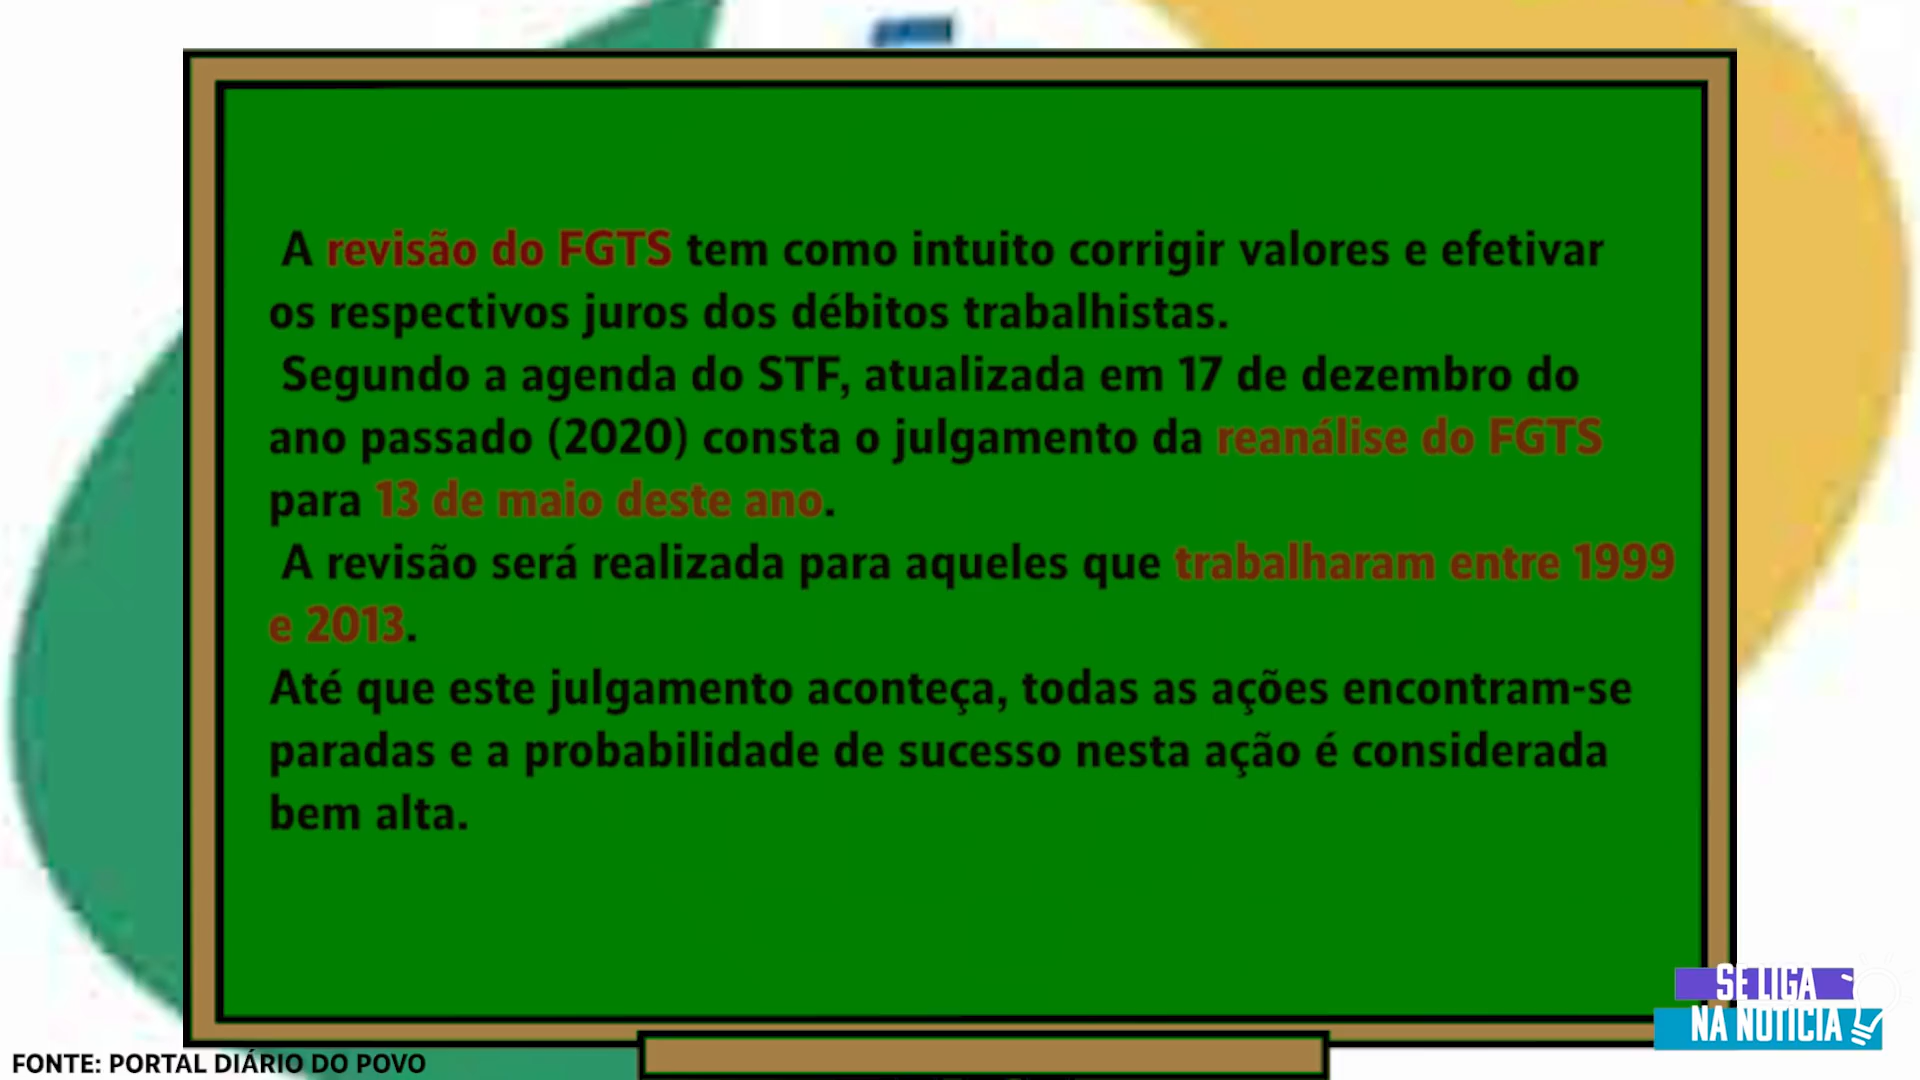 A revisão do FGTS tem como intuito corrigir valores e efetivar
os respectivos juros dos débitos trabalhistas.
Segundo a agenda do STF, atualizada em 17 de dezembro do
ano passado (2020) consta o julgamento da reanálise do FGTS
para 13 de maio deste ano.
A revisão será realizada para aqueles que trabalharam entre 1999
e 2013.
Até que este julgamento aconteça, todas as ações encontram-se
paradas e a probabilidade de sucesso nesta ação é considerada
bem alta.
SE LIGA
NA NOTÍCIA
FONTE: PORTAL DIÁRIO DO POVO